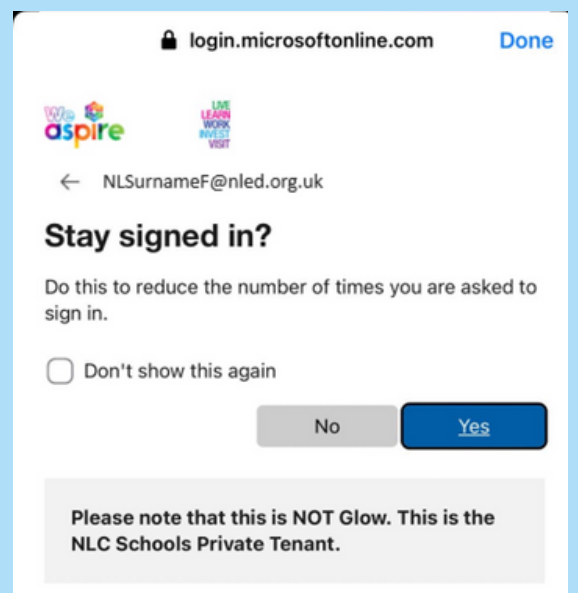 login.microsoftonline.com Done
We
aspire
LIVE
LEARN
WORK
INVEST
VISIT
NLSurnameF@nled.org.uk
Stay signed in?
Do this to reduce the number of times you are asked to
sign in.
Don't show this again
No Yes
Please note that this is NOT Glow. This is the
NLC Schools Private Tenant.